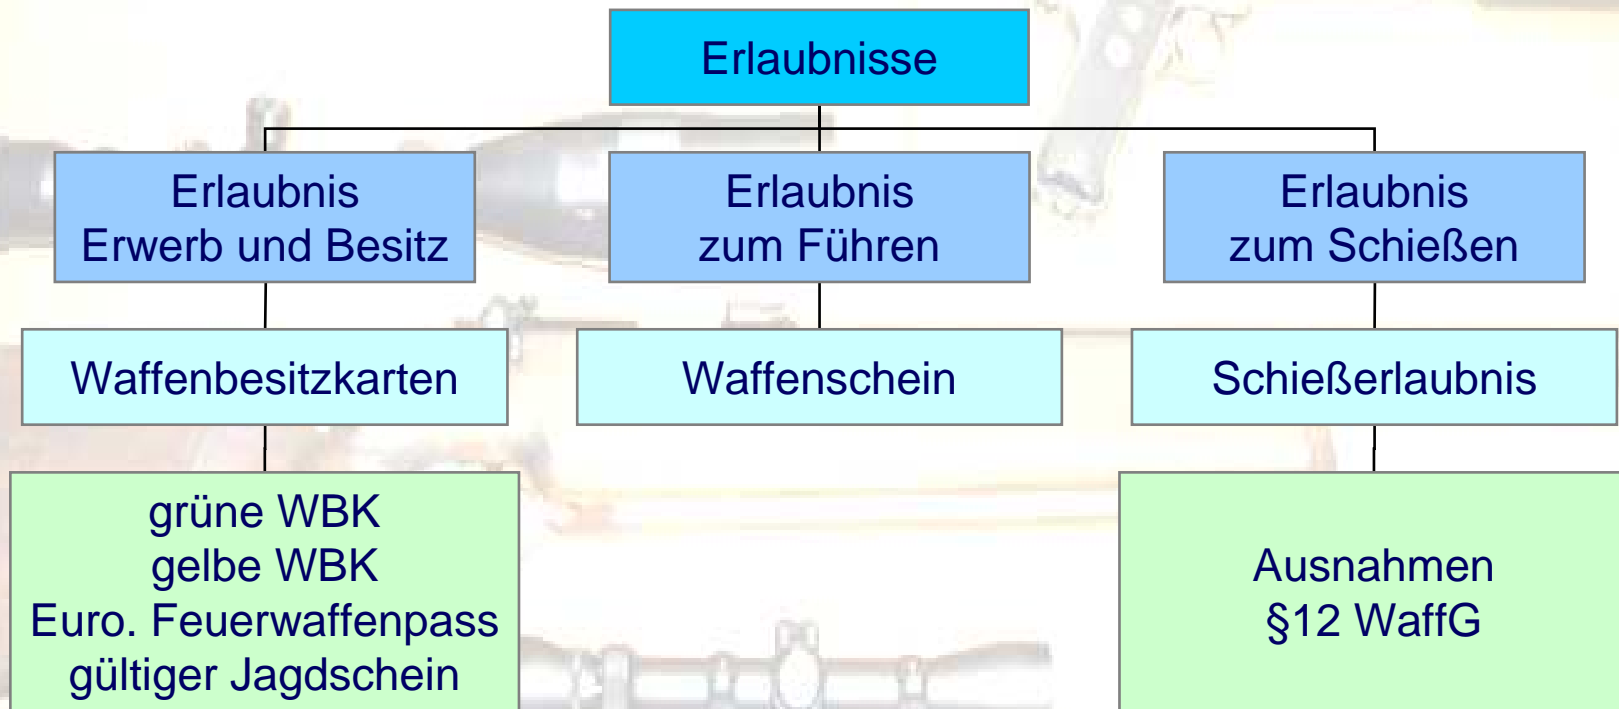 Erlaubnisse
Erlaubnis
Erwerb und Besitz
Erlaubnis
zum Führen
Erlaubnis
zum Schießen
Waffenbesitzkarten
Waffenschein
Schießerlaubnis
grüne WBK
gelbe WBK
Euro. Feuerwaffenpass
gültiger Jagdschein
Ausnahmen
§12 WaffG